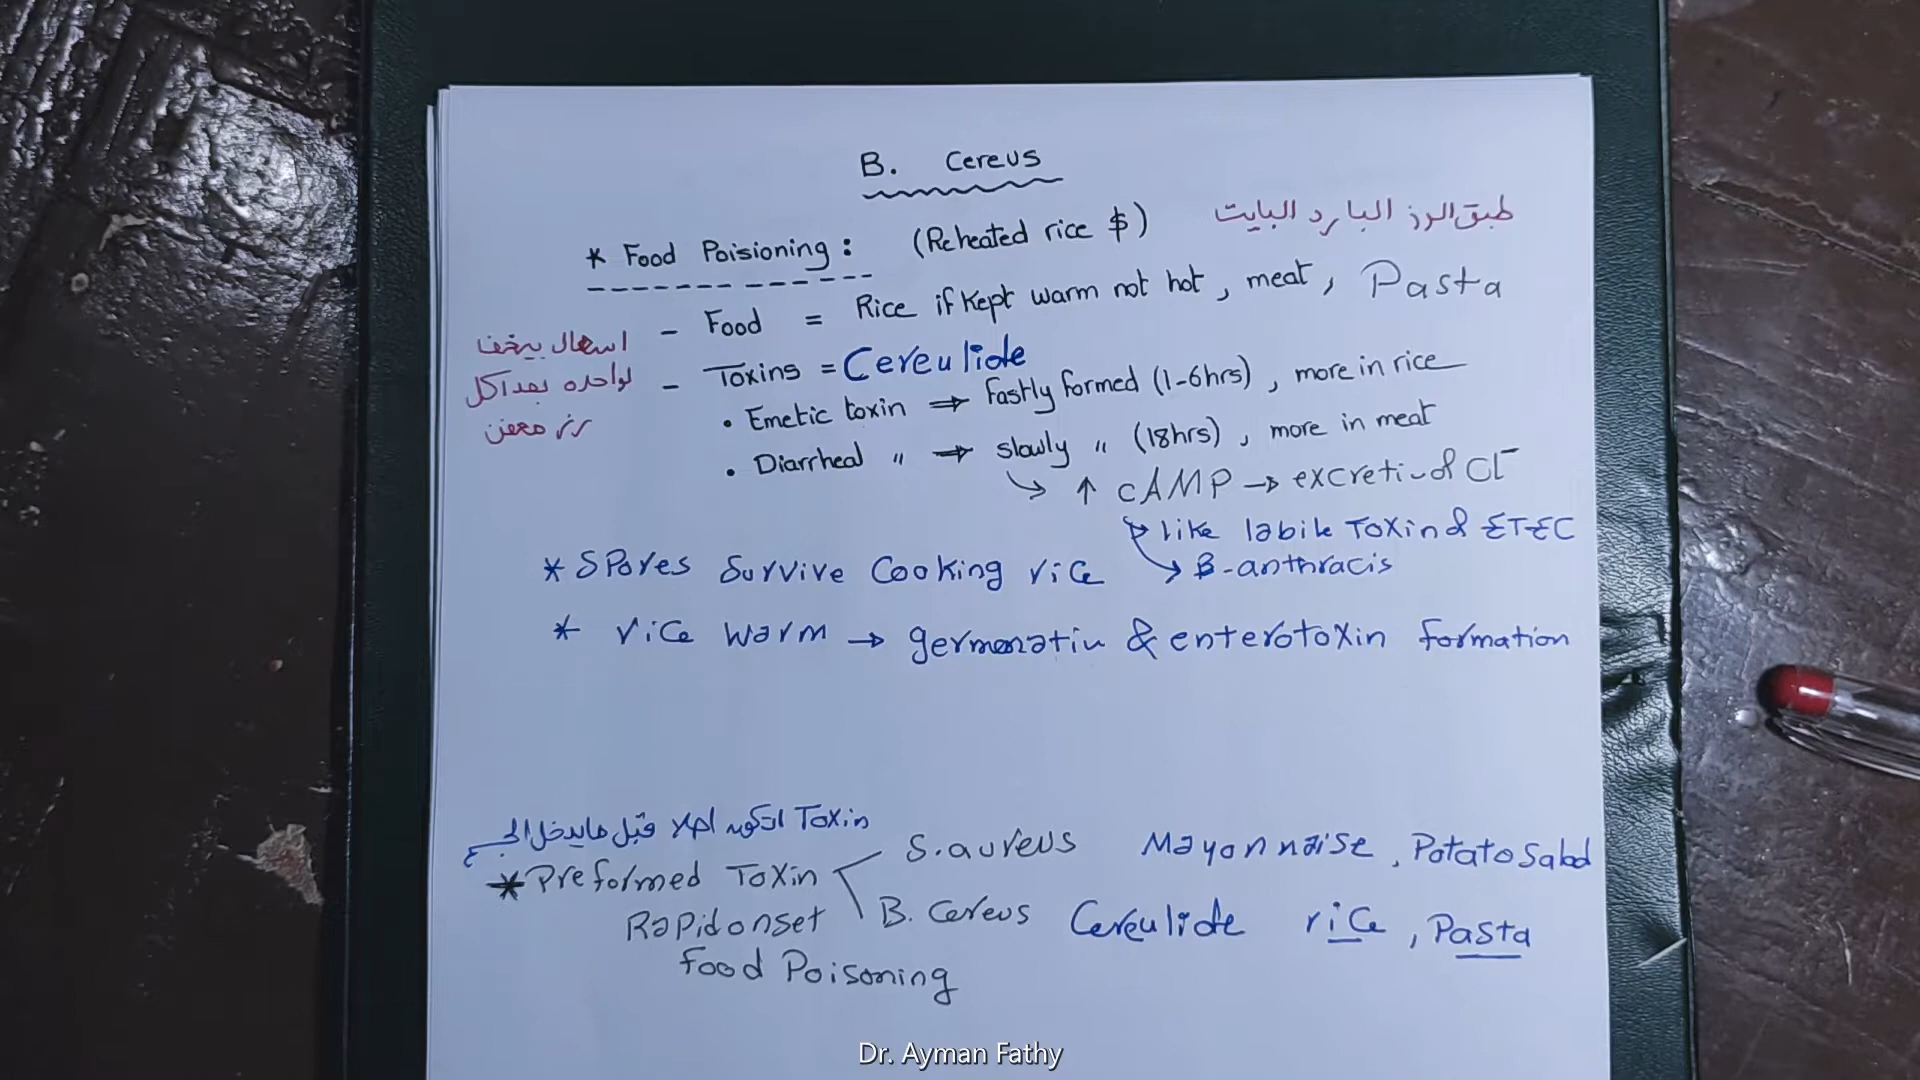 B. Cereus
* Food Poisioning : (Reheated rice $) طبق الرز البارد البايت
- Food = Rice if kept warm not hot , meat , Pasta
اسهال بيخف
لواحده بعد اكل
رز معفن
- Toxins = Cereulide
• Emetic toxin ⇒ Fastly formed (1-6hrs) , more in rice
• Diarrheal " ⇒ slowly " (18hrs) , more in meat
↑ cAMP → excreti-of Cl⁻
like labile Toxin of ETEC
* Spores Survive Cooking rice → B-anthracis
* rice warm → germenatiu & enterotoxin formation
Toxin اتكون اصلا قبل مايدخل الجسم
* Preformed Toxin S.aureus Mayonnaise , Potato Salad
Rapid onset B. Cereus Cereulide rice , Pasta
Food Poisoning
Dr. Ayman Fathy